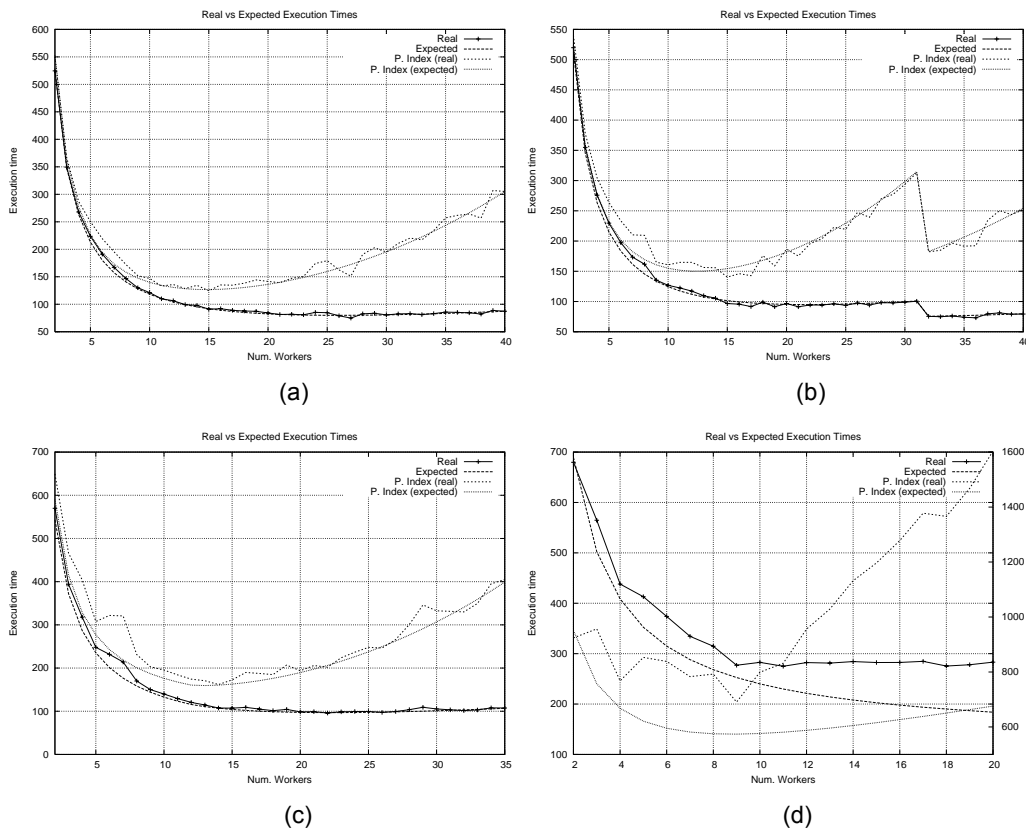 Real vs Expected Execution Times
Real
Expected
P. Index (real)
P. Index (expected)
600
550
500
450
400
350
300
250
200
150
100
50
5
10
15
20
25
30
35
40
Execution time
Num. Workers
(a)
Real vs Expected Execution Times
Real
Expected
P. Index (real)
P. Index (expected)
550
500
450
400
350
300
250
200
150
100
50
5
10
15
20
25
30
35
40
Execution time
Num. Workers
(b)
Real vs Expected Execution Times
Real
Expected
P. Index (real)
P. Index (expected)
700
600
500
400
300
200
100
0
5
10
15
20
25
30
35
Execution time
Num. Workers
(c)
Real vs Expected Execution Times
Real
Expected
P. Index (real)
P. Index (expected)
700
600
500
400
300
200
100
1600
1400
1200
1000
800
600
2
4
6
8
10
12
14
16
18
20
Execution time
Num. Workers
(d)